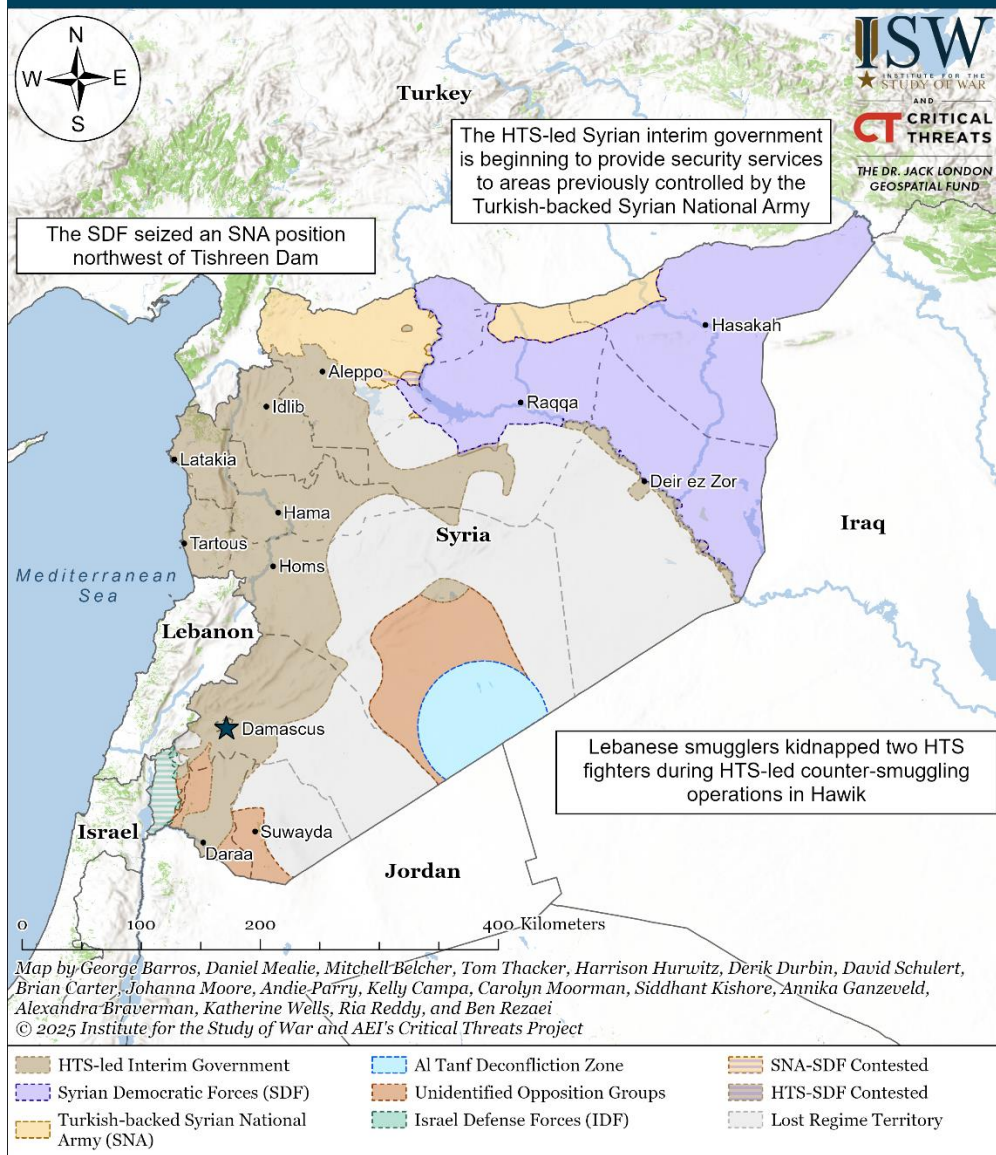 N
W
E
S
ISW
INSTITUTE FOR THE
STUDY OF WAR
AND
CT CRITICAL
THREATS
THE DR. JACK LONDON
GEOSPATIAL FUND
Turkey
The HTS-led Syrian interim government
is beginning to provide security services
to areas previously controlled by the
Turkish-backed Syrian National Army
The SDF seized an SNA position
northwest of Tishreen Dam
Hasakah
Aleppo
Idlib
Raqqa
Latakia
Deir ez Zor
Hama
Syria
Iraq
Tartous
Homs
Mediterranean
Sea
Lebanon
Damascus
Lebanese smugglers kidnapped two HTS
fighters during HTS-led counter-smuggling
operations in Hawik
Israel
Suwayda
Daraa
Jordan
0 100 200 400 Kilometers
Map by George Barros, Daniel Mealie, Mitchell Belcher, Tom Thacker, Harrison Hurwitz, Derik Durbin, David Schulert,
Brian Carter, Johanna Moore, Andie Parry, Kelly Campa, Carolyn Moorman, Siddhant Kishore, Annika Ganzeveld,
Alexandra Braverman, Katherine Wells, Ria Reddy, and Ben Rezaei
© 2025 Institute for the Study of War and AEI's Critical Threats Project
HTS-led Interim Government
Syrian Democratic Forces (SDF)
Turkish-backed Syrian National
Army (SNA)
Al Tanf Deconfliction Zone
Unidentified Opposition Groups
Israel Defense Forces (IDF)
SNA-SDF Contested
HTS-SDF Contested
Lost Regime Territory